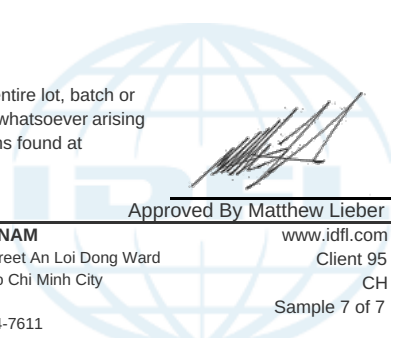 entire lot, batch or
whatsoever arising
ns found at
Approved By Matthew Lieber
NAM
www.idfl.com
reet An Loi Dong Ward
Client 95
o Chi Minh City
CH
Sample 7 of 7
-7611
IDFL